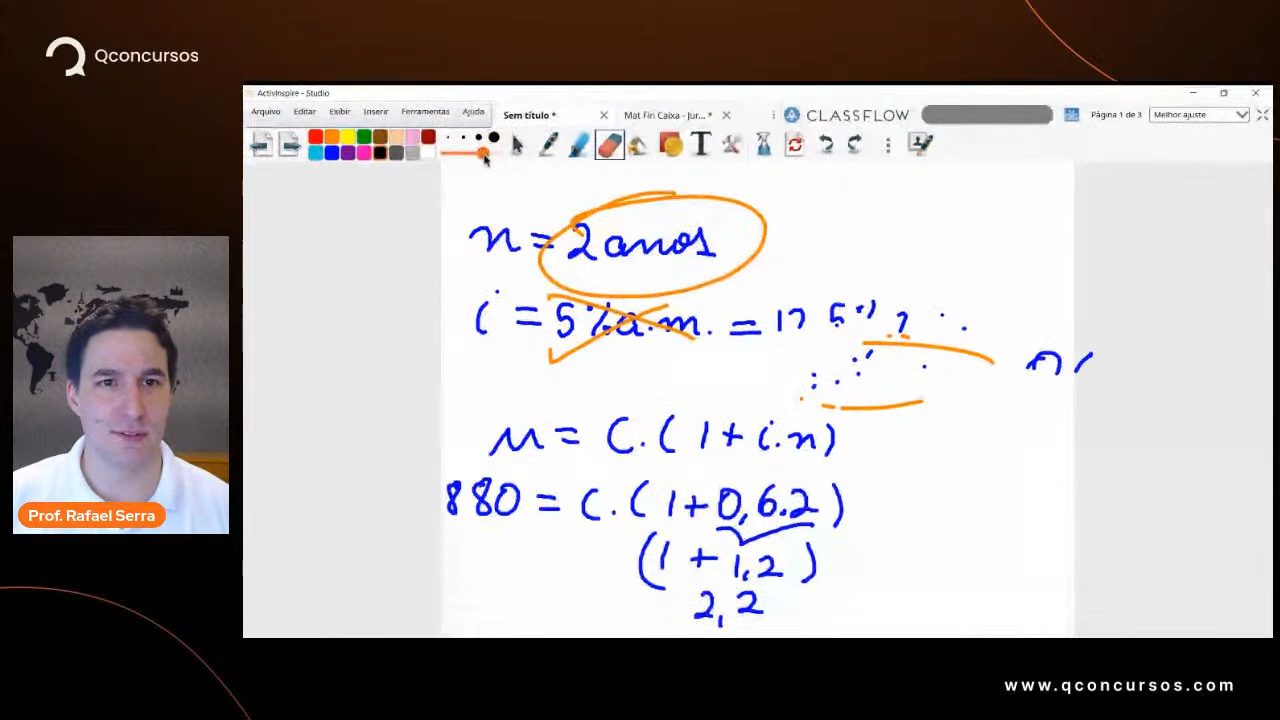 Qconcursos
ActivInspire - Studio
Arquivo Editar Exibir Inserir Ferramentas Ajuda
Sem título *
Mat Fin Caixa - Jur... *
CLASSFLOW
Página 1 de 3
Melhor ajuste
n = 2 anos
i = 5% a.m. =
M = C.(1 + i.n)
880 = C.(1+0,6.2)
(1 + 1,2)
2,2
Prof. Rafael Serra
www.qconcursos.com